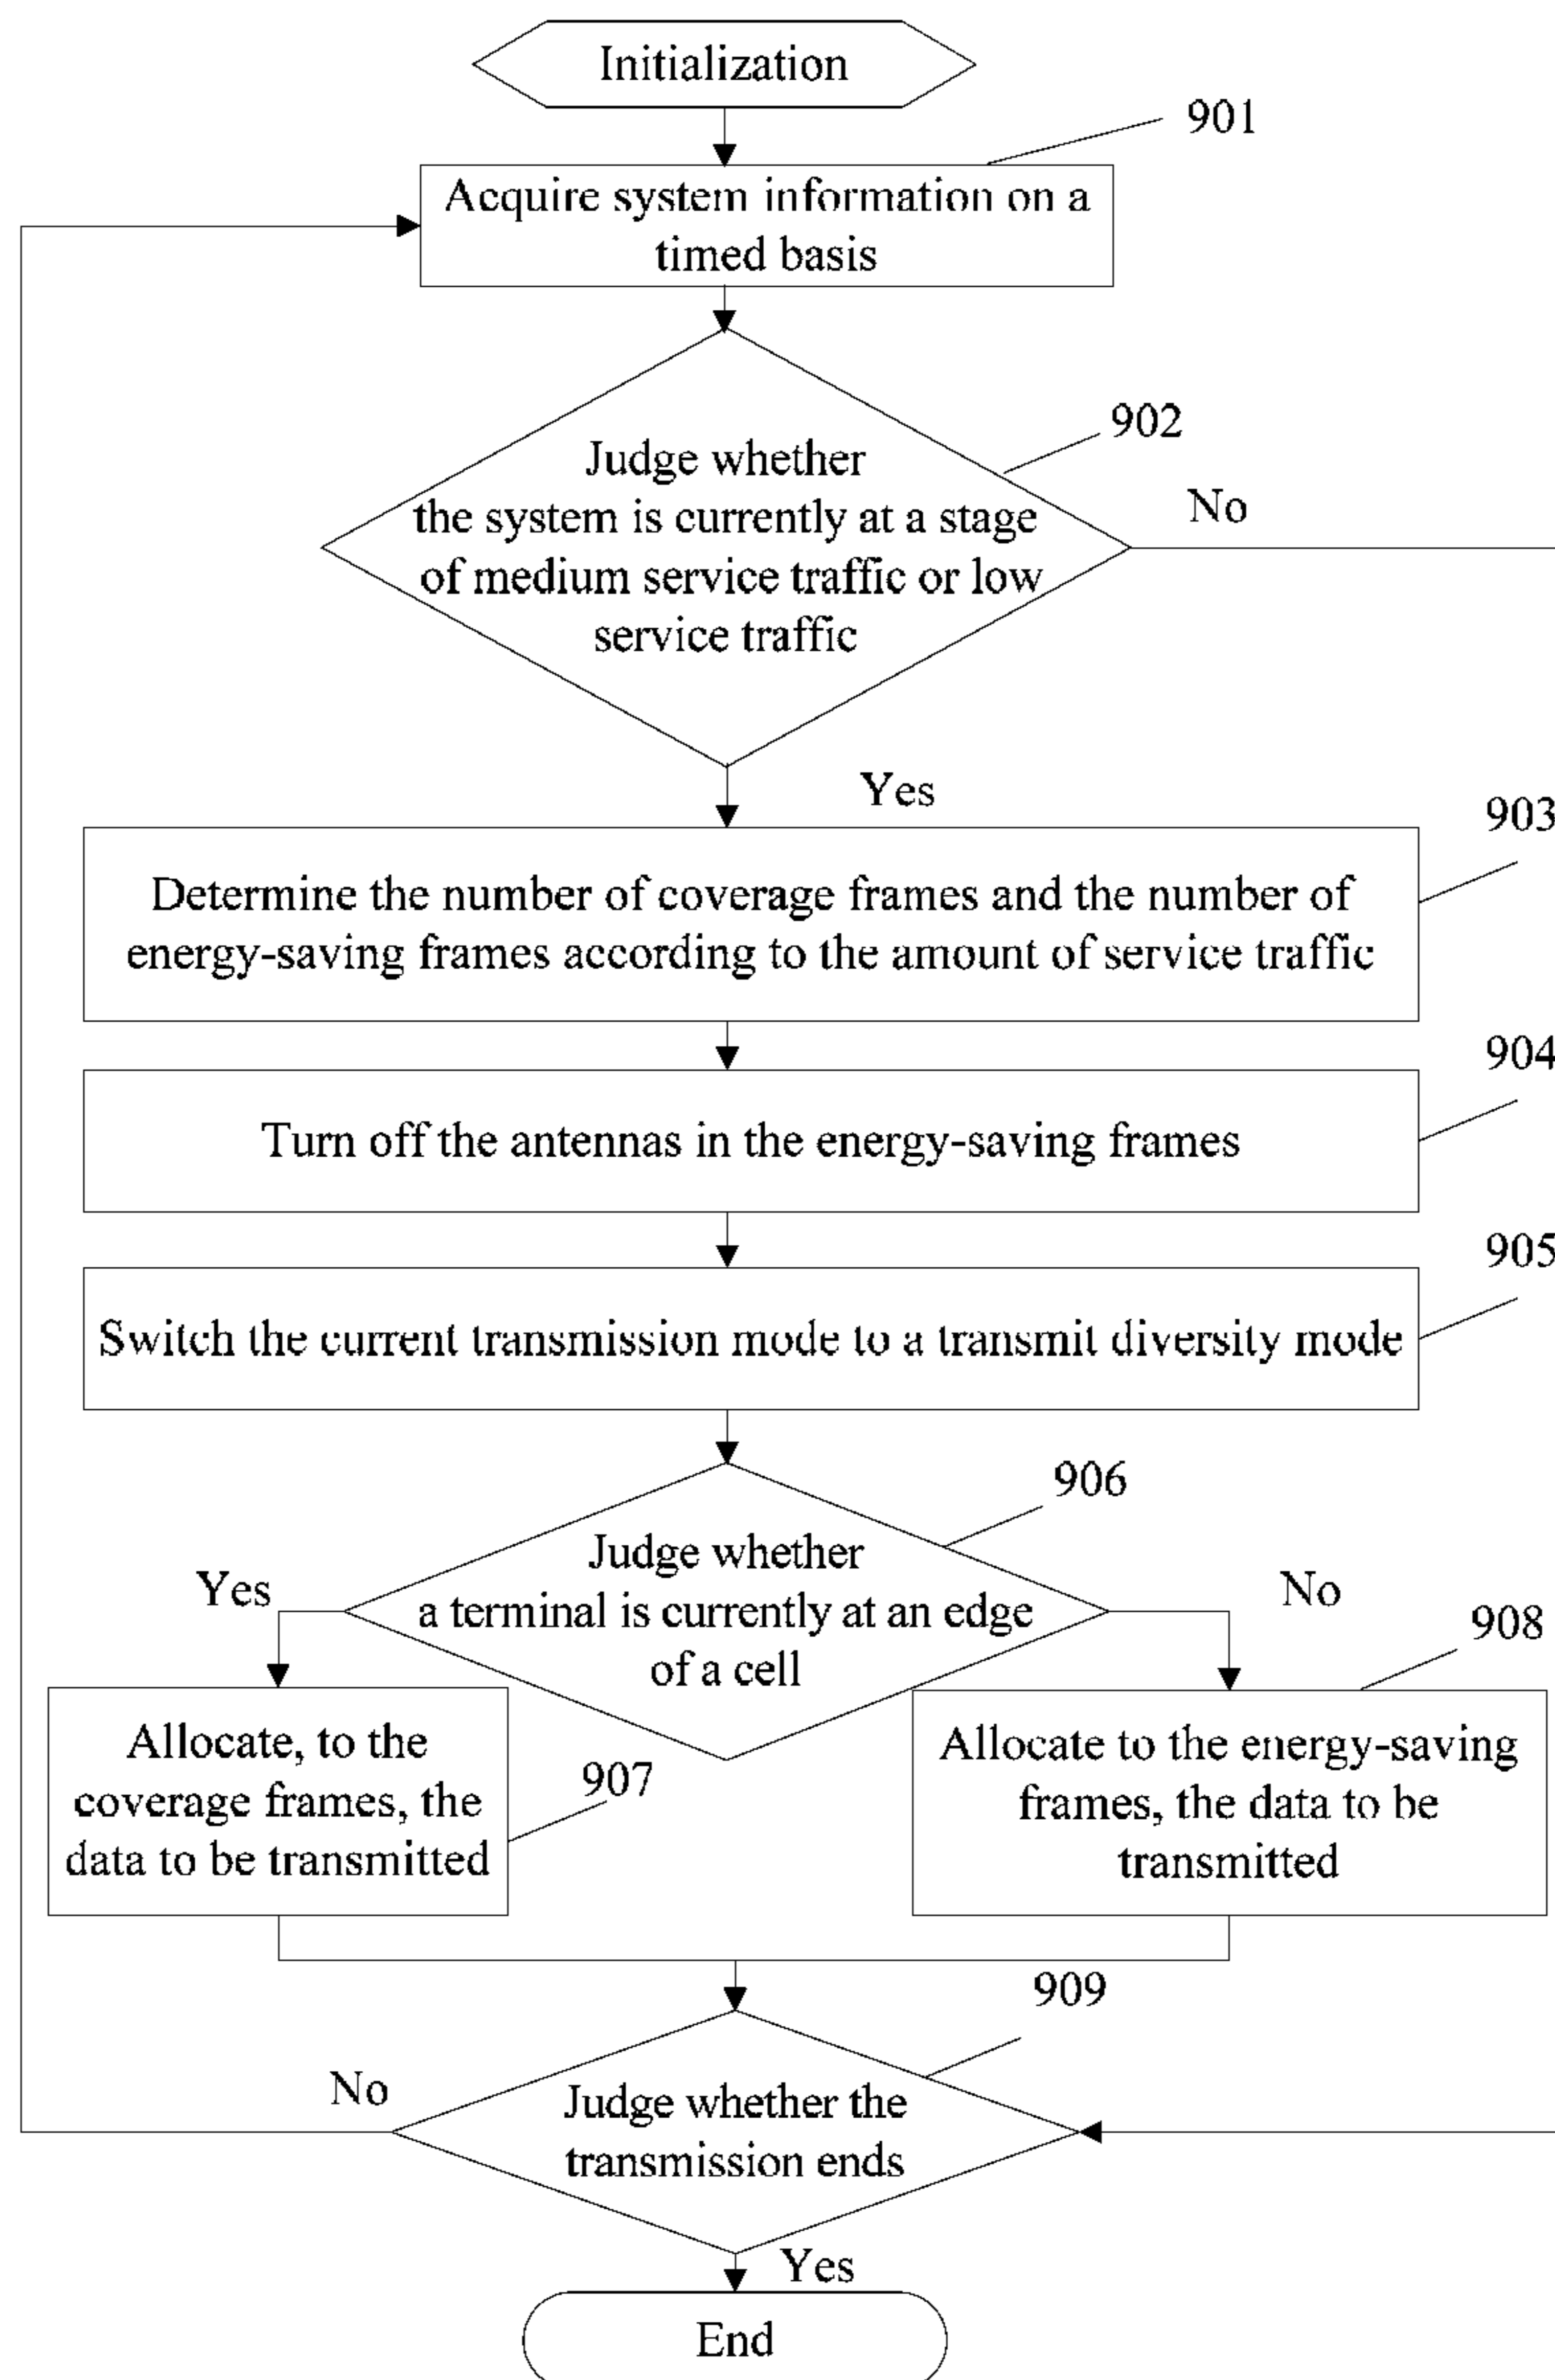 Initialization
901
Acquire system information on a
timed basis
902
Judge whether
the system is currently at a stage
of medium service traffic or low
service traffic
No
Yes
903
Determine the number of coverage frames and the number of
energy-saving frames according to the amount of service traffic
904
Turn off the antennas in the energy-saving frames
905
Switch the current transmission mode to a transmit diversity mode
906
Judge whether
a terminal is currently at an edge
of a cell
Yes
No
908
Allocate, to the
coverage frames, the
data to be transmitted
907
Allocate to the energy-saving
frames, the data to be
transmitted
909
Judge whether the
transmission ends
No
Yes
End